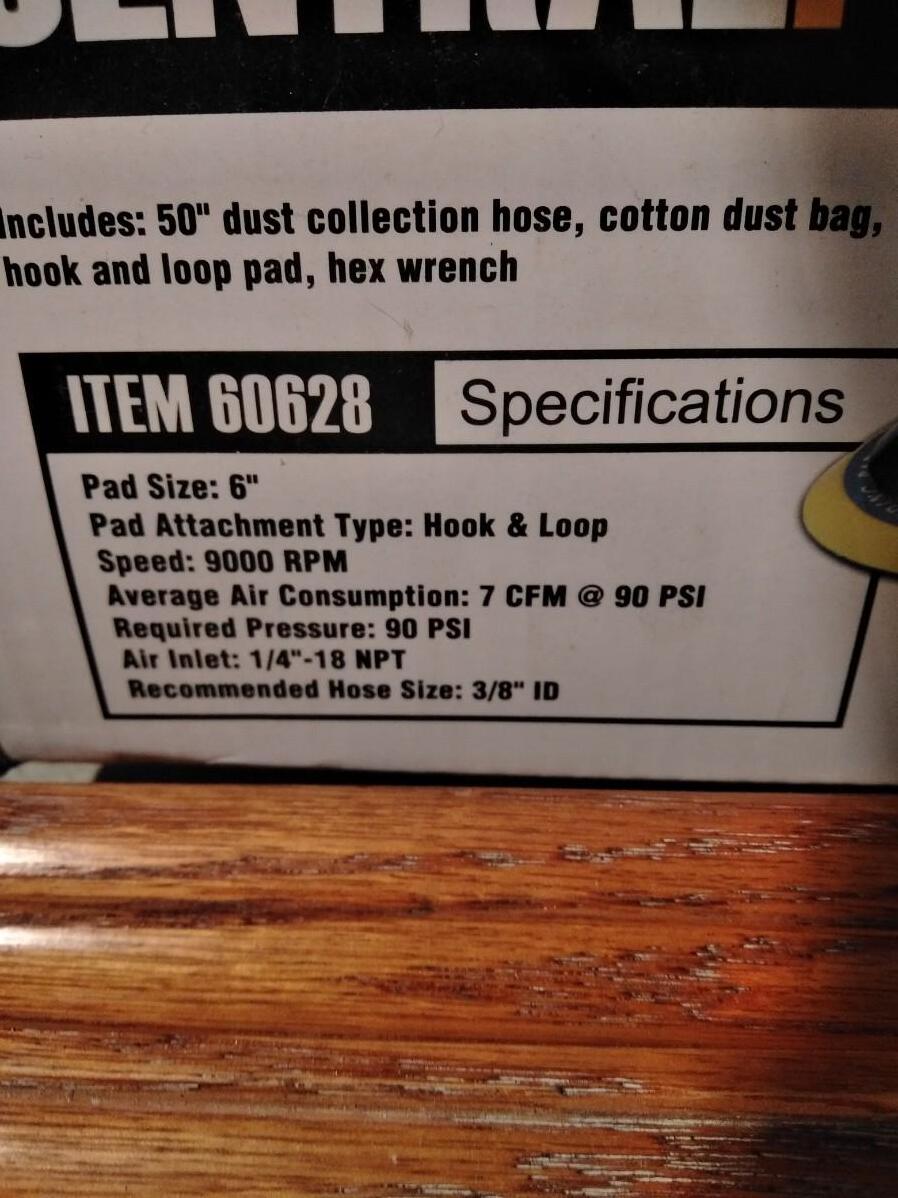 CENTRAL
Includes: 50" dust collection hose, cotton dust bag,
hook and loop pad, hex wrench
ITEM 60628
Specifications
Pad Size: 6"
Pad Attachment Type: Hook & Loop
Speed: 9000 RPM
Average Air Consumption: 7 CFM @ 90 PSI
Required Pressure: 90 PSI
Air Inlet: 1/4"-18 NPT
Recommended Hose Size: 3/8" ID